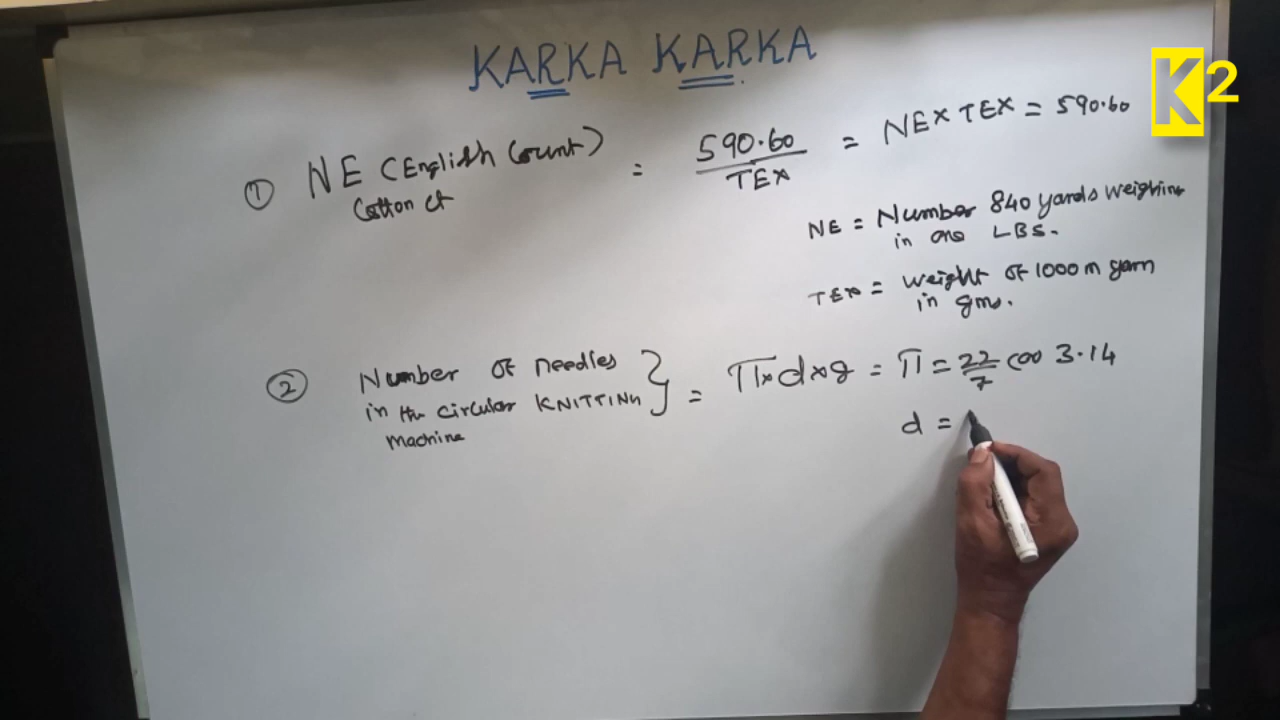 KARKA KARKA
K2
① NE (English Count) = 590.60 / TEX = NE x TEX = 590.60
Cotton Ct
NE = Number 840 yards weighing
in one LBS.
TEX = weight of 1000 m yarn
in gms.
② Number of needles
in the circular KNITTING
machine
= π x d x g = π = 22/7 (or) 3.14
d =